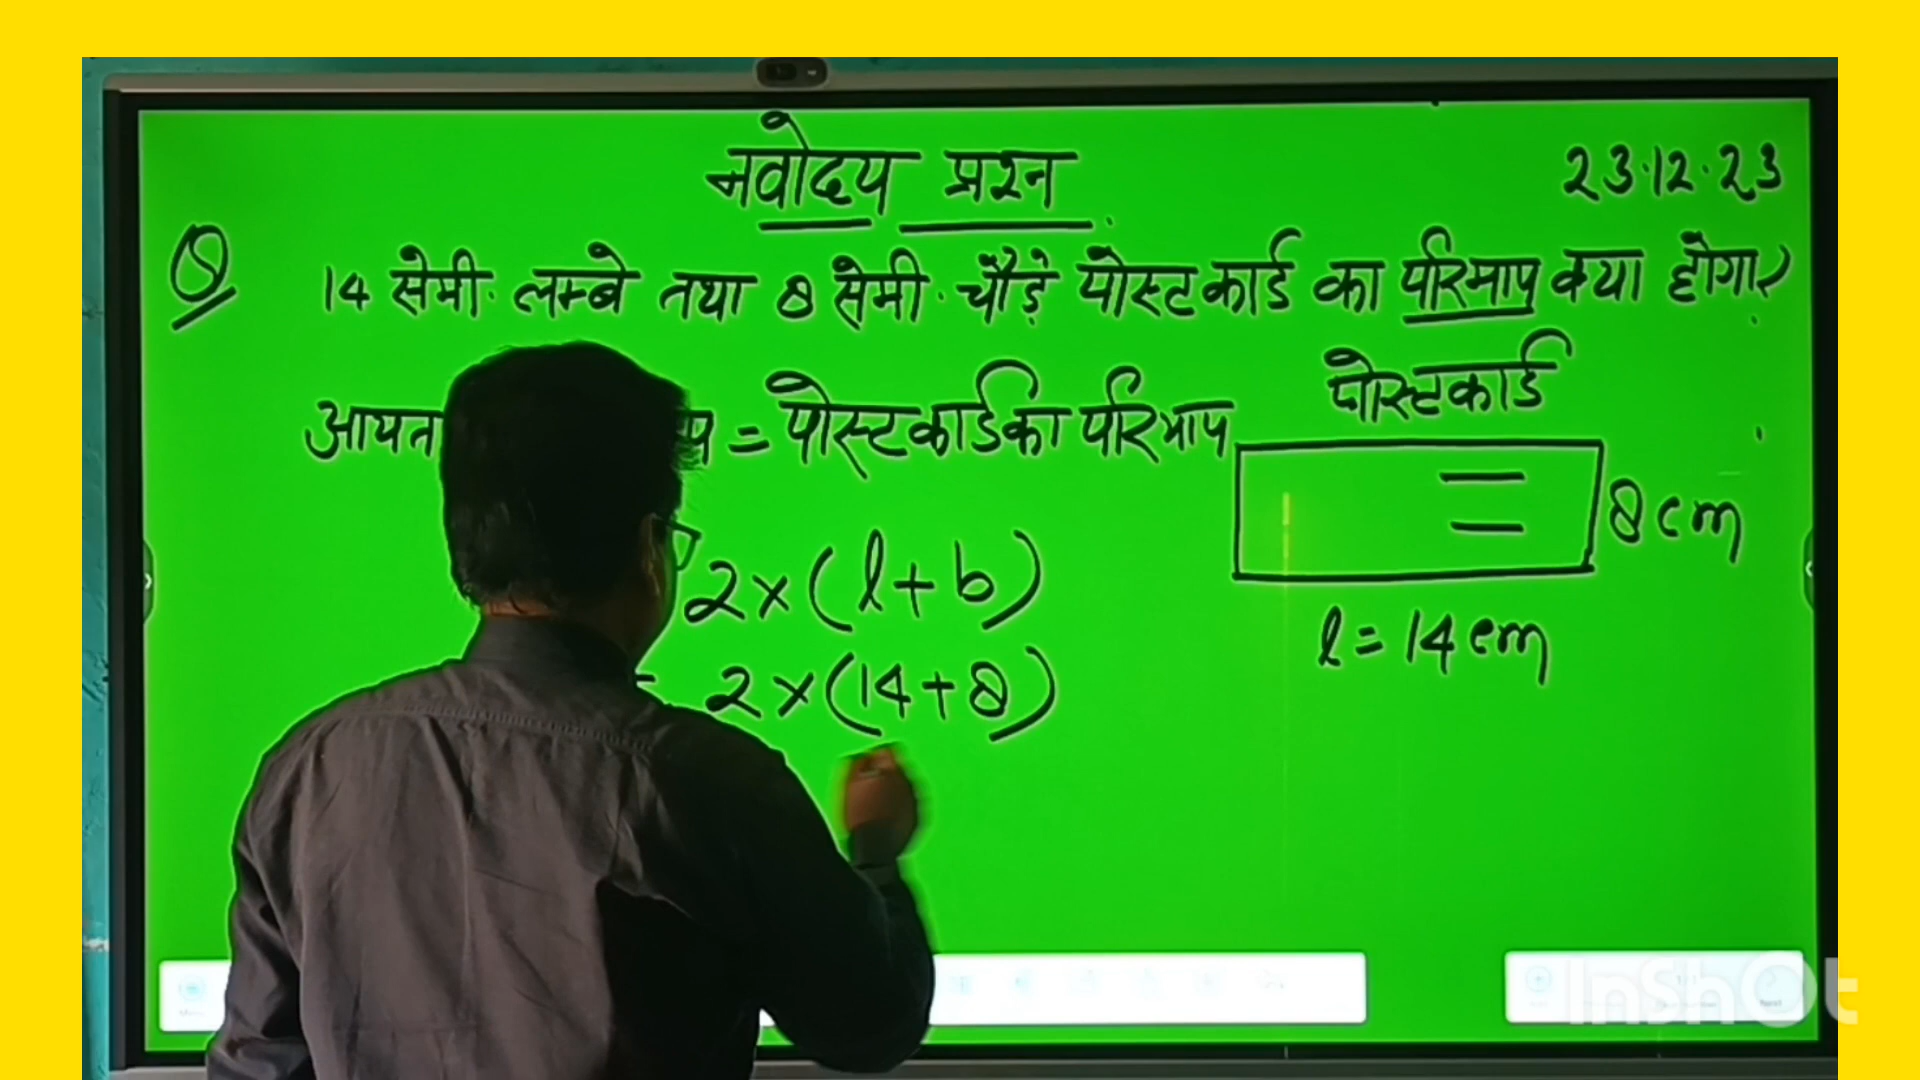 नवोदय प्रश्न
23.12.23
Q
14 सेमी. लम्बे तथा 8 सेमी. चौड़े पोस्टकार्ड का परिमाप क्या होगा?
आयत = पोस्टकार्ड का परिमाप
पोस्टकार्ड
8 cm
2 × (l + b)
l = 14 cm
= 2 × (14 + 8)
InShOt